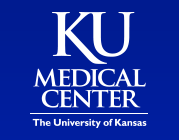 KU
MEDICAL
CENTER
The University of Kansas